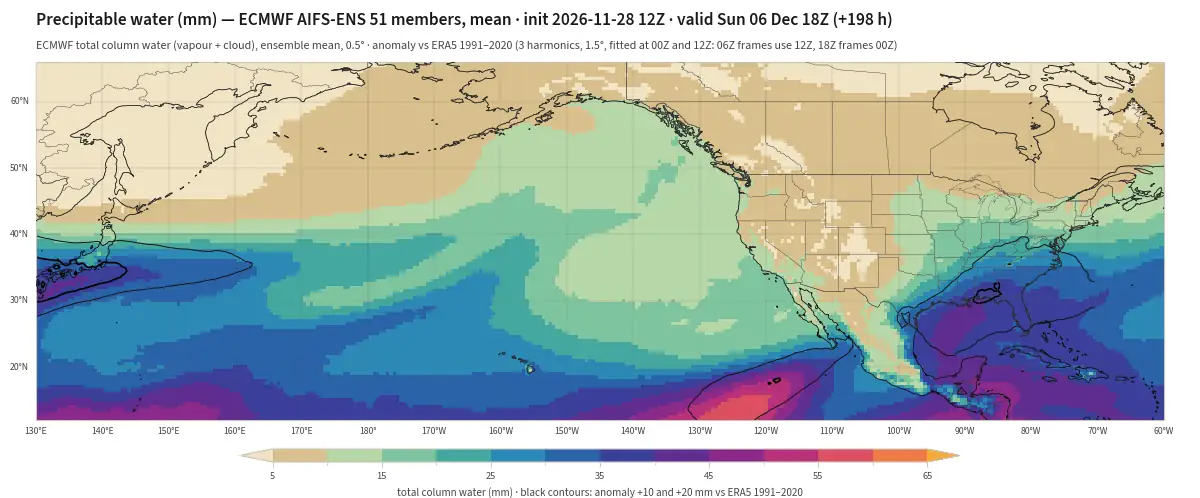 Precipitable water (mm) — ECMWF AIFS-ENS 51 members, mean · init 2026-11-28 12Z · valid Sun 06 Dec 18Z (+198 h)
ECMWF total column water (vapour + cloud), ensemble mean, 0.5° · anomaly vs ERA5 1991–2020 (3 harmonics, 1.5°, fitted at 00Z and 12Z: 06Z frames use 12Z, 18Z frames 00Z)
60°N
50°N
40°N
30°N
20°N
130°E 140°E 150°E 160°E 170°E 180° 170°W 160°W 150°W 140°W 130°W 120°W 110°W 100°W 90°W 80°W 70°W 60°W
5 15 25 35 45 55 65
total column water (mm) · black contours: anomaly +10 and +20 mm vs ERA5 1991–2020